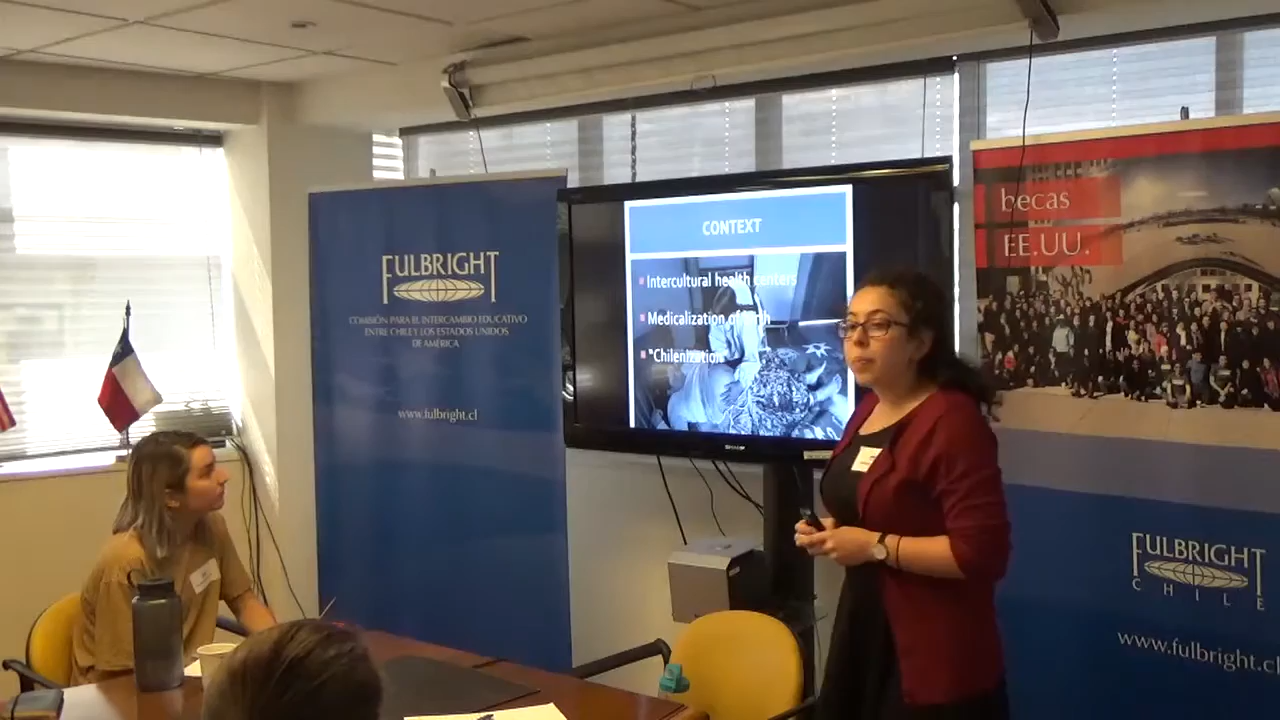 FULBRIGHT
COMISIÓN PARA EL INTERCAMBIO EDUCATIVO
ENTRE CHILE Y LOS ESTADOS UNIDOS
DE AMÉRICA
www.fulbright.cl
CONTEXT
Intercultural health centers
Medicalization of
"Chilenization"
SHARP
becas
EE.UU.
FULBRIGHT
CHILE
www.fulbright.cl